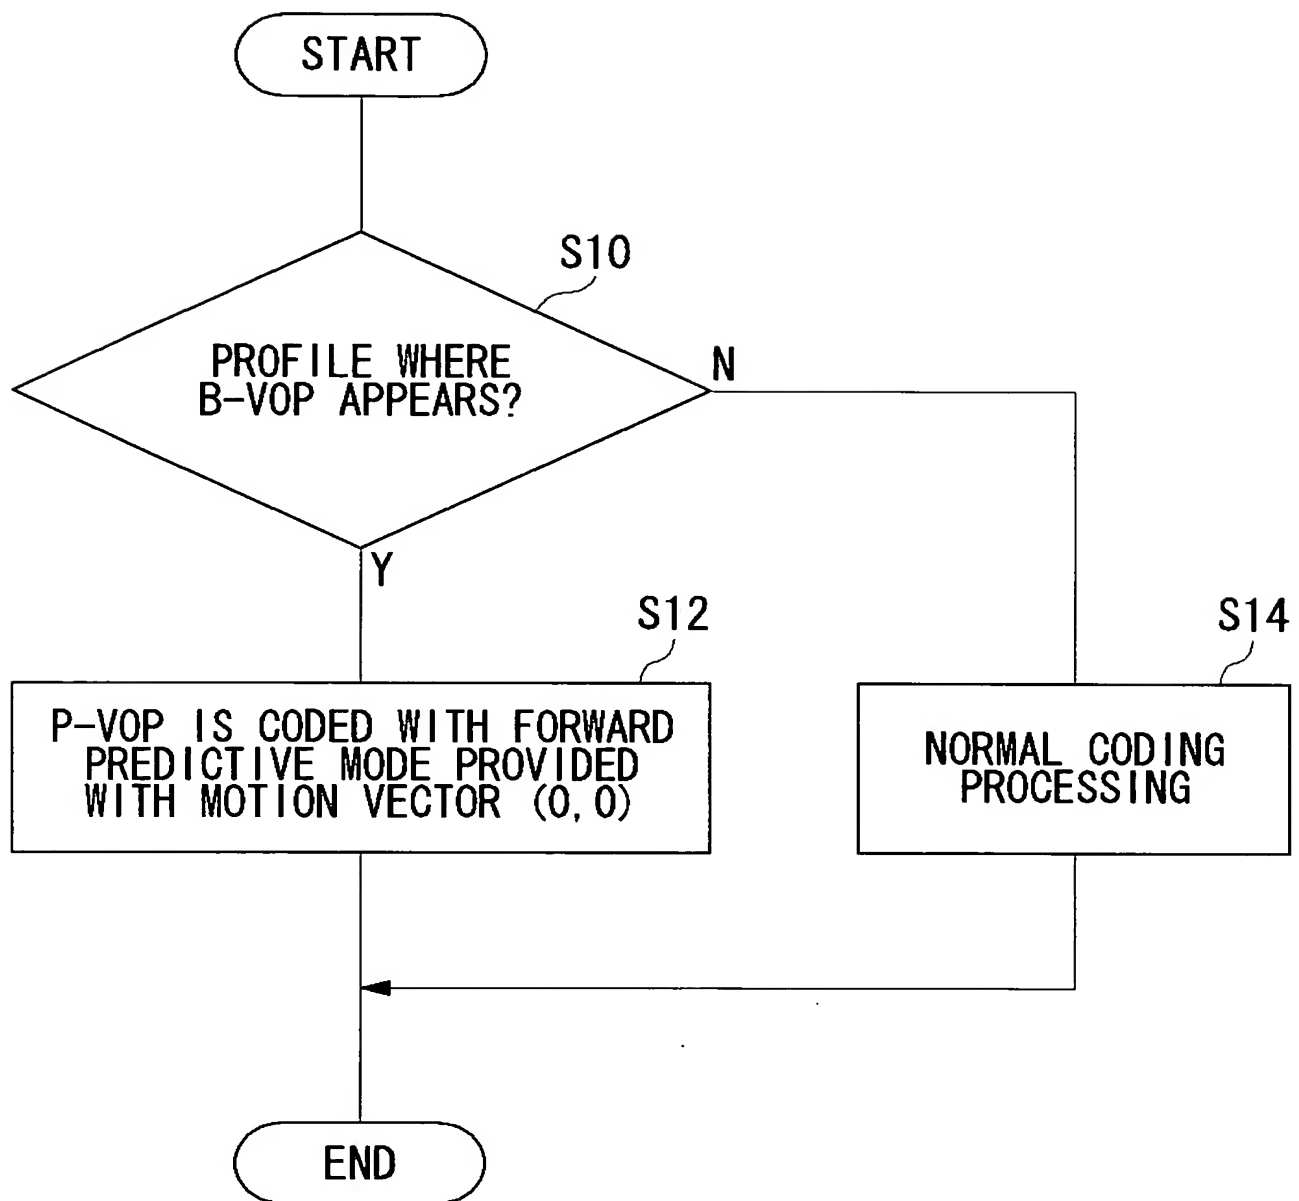 START
S10
PROFILE WHERE
B-VOP APPEARS?
N
Y
S12
P-VOP IS CODED WITH FORWARD
PREDICTIVE MODE PROVIDED
WITH MOTION VECTOR (0,0)
S14
NORMAL CODING
PROCESSING
END